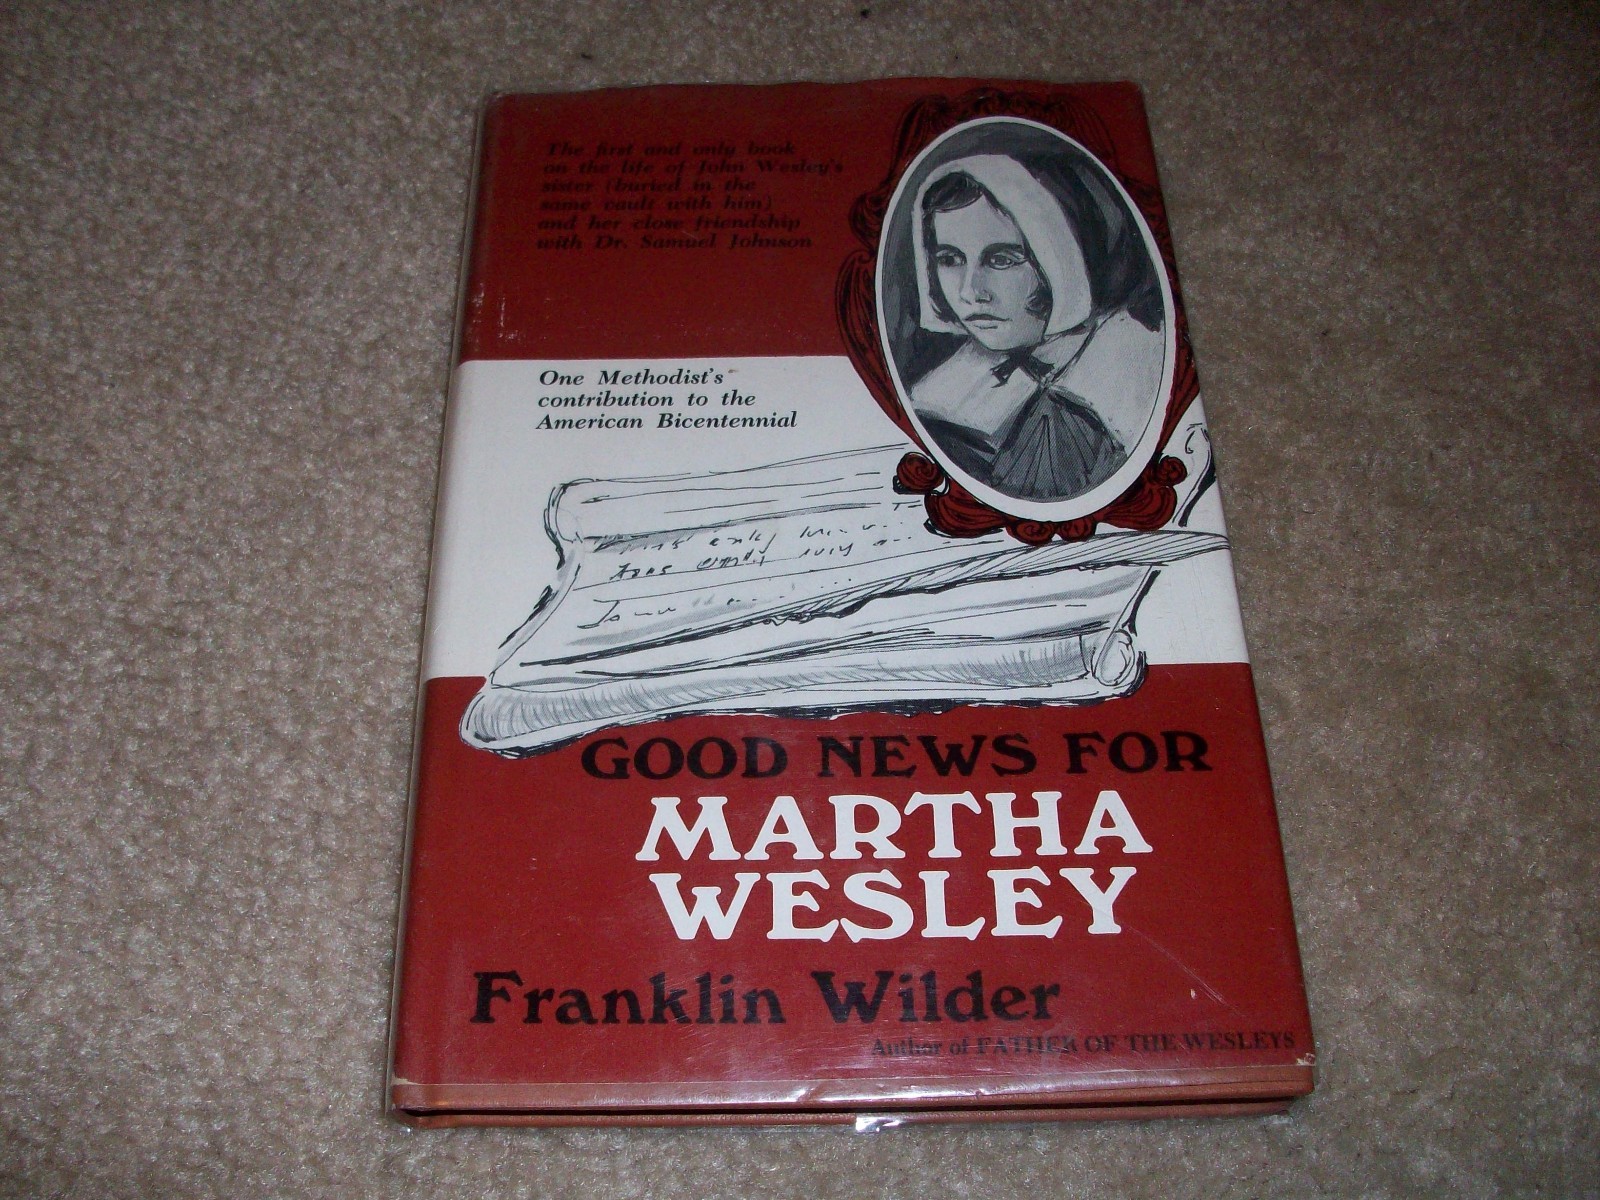 The first and only book
on the life of John Wesley's
sister (buried in the
same vault with him)
and her close friendship
with Dr. Samuel Johnson
One Methodist's
contribution to the
American Bicentennial
GOOD NEWS FOR
MARTHA
WESLEY
Franklin Wilder
Author of FATHER OF THE WESLEYS